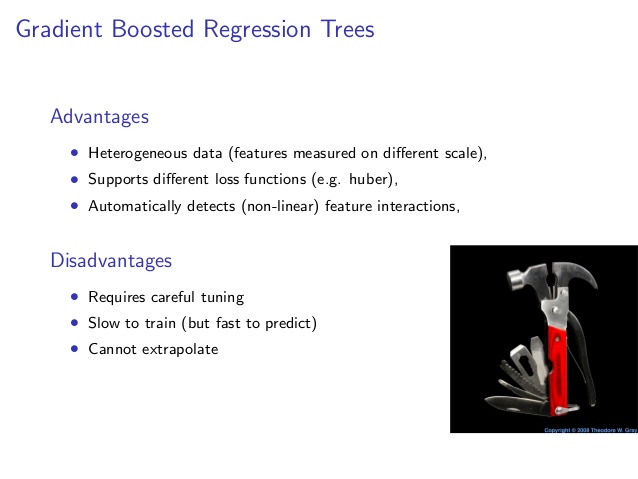 Gradient Boosted Regression Trees
Advantages
• Heterogeneous data (features measured on different scale),
• Supports different loss functions (e.g. huber),
• Automatically detects (non-linear) feature interactions,
Disadvantages
• Requires careful tuning
• Slow to train (but fast to predict)
• Cannot extrapolate
Copyright © 2008 Theodore W. Gray